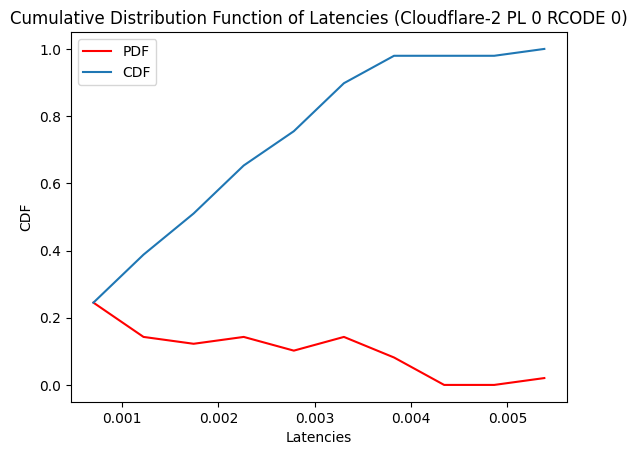 Cumulative Distribution Function of Latencies (Cloudflare-2 PL 0 RCODE 0)
PDF
CDF
1.0
0.8
0.6
0.4
0.2
0.0
CDF
0.001
0.002
0.003
0.004
0.005
Latencies